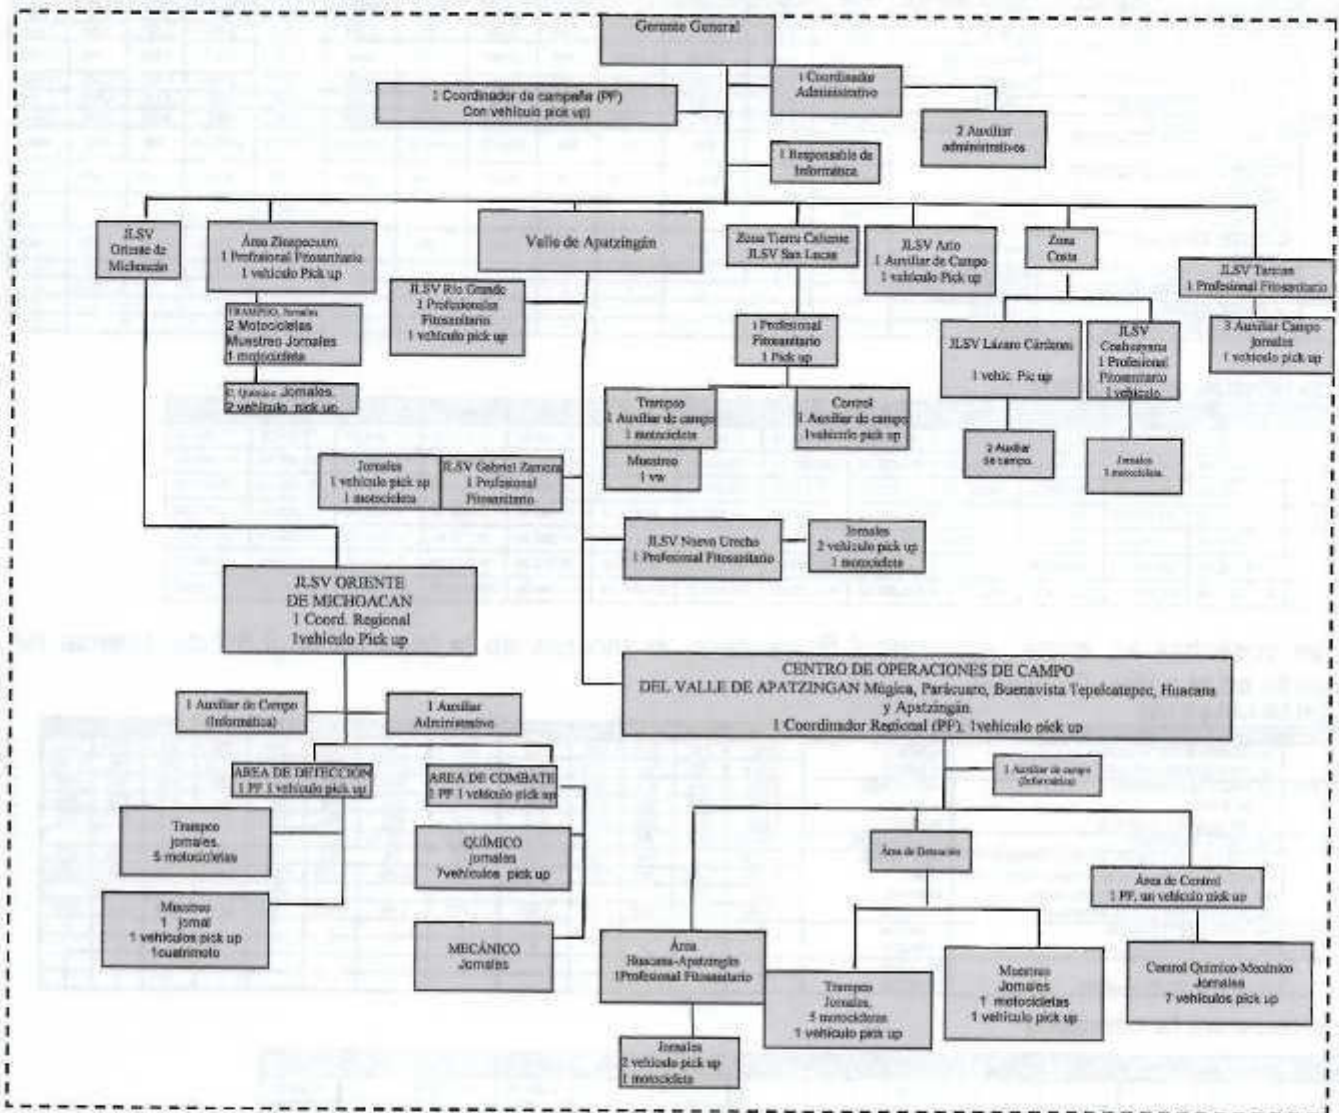 Gerente General
1 Coordinador
Administrativo
1 Coordinador de campaña (PF)
Con vehículo pick up)
2 Auxiliar
administrativos
1 Responsable de
Informática
JLSV
Oriente de
Michoacán
Área Zinapecuaro
1 Profesional Fitosanitario
1 vehículo Pick up
Valle de Apatzingán
Zona Tierra Caliente
JLSV San Lucas
JLSV Ario
1 Auxiliar de Campo
1 vehículo Pick up
Zona
Costa
JLSV Tancítaro
1 Profesional Fitosanitario
TRAMPEO, Jornales
2 Motocicletas
Muestreo Jornales
1 motocicleta
C. Químico Jornales.
2 vehículo pick up
JLSV Río Grande
1 Profesionales
Fitosanitario
1 vehículo pick up
1 Profesional
Fitosanitario
1 Pick up
JLSV Lázaro Cárdenas
1 vehic. Pic up
JLSV
Coahuayana
1 Profesional
Fitosanitario
1 vehículo
3 Auxiliar Campo
jornales
1 vehículo pick up
Trampeo
1 Auxiliar de campo
1 motocicleta
Control
1 Auxiliar de campo
1vehículo pick up
Muestreo
1 vw
2 Auxiliar
de campo.
Jornales
1 motocicleta.
Jornales
1 vehículo pick up
1 motocicleta
JLSV Gabriel Zamora
1 Profesional
Fitosanitario
JLSV Nuevo Urecho
1 Profesional Fitosanitario
Jornales
2 vehículo pick up
1 motocicleta
JLSV ORIENTE
DE MICHOACAN
1 Coord. Regional
1vehículo Pick up
CENTRO DE OPERACIONES DE CAMPO
DEL VALLE DE APATZINGAN Múgica, Parácuaro, Buenavista Tepelcatepec, Huacana
y Apatzingán.
1 Coordinador Regional (PF), 1vehículo pick up
1 Auxiliar de Campo
(Informática)
1 Auxiliar
Administrativo
1 Auxiliar de campo
(Informática)
AREA DE DETECCIÓN
1 PF 1 vehículo pick up
AREA DE COMBATE
1 PF 1 vehículo pick up
Trampeo
jornales.
5 motocicletas
QUÍMICO
jornales
7vehículos pick up
Área de Detección
Área de Control
1 PF, un vehículo pick up
Muestreo
1 jornal
1 vehículos pick up
1cuatrimoto
MECÁNICO
Jornales
Área
Huacana-Apatzingán
1Profesional Fitosanitario
Trampeo
Jornales,
5 motocicletas
1 vehículo pick up
Muestreo
Jornales
1 motocicletas
1 vehículo pick up
Control Químico-Mecánico
Jornales
7 vehículos pick up
Jornales
2 vehículo pick up
1 motocicleta